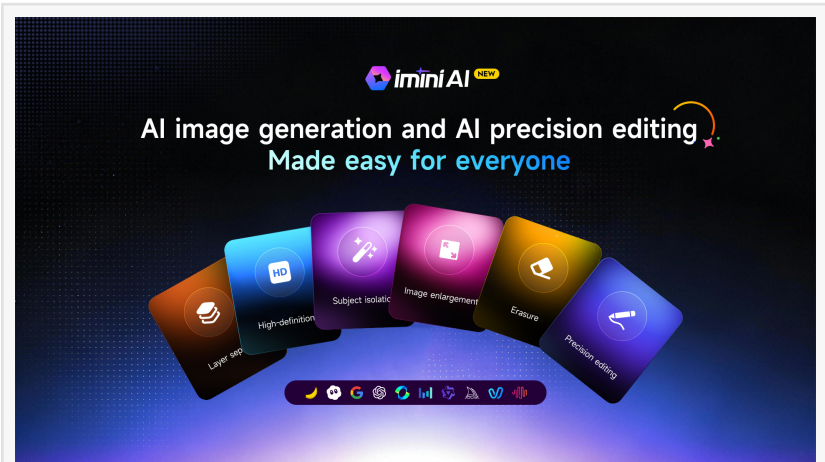 imini AI NEW
AI image generation and AI precision editing
Made easy for everyone
Layer sep
HD
High-definition
Subject isolatio
Image enlargement
Erasure
Precision editing